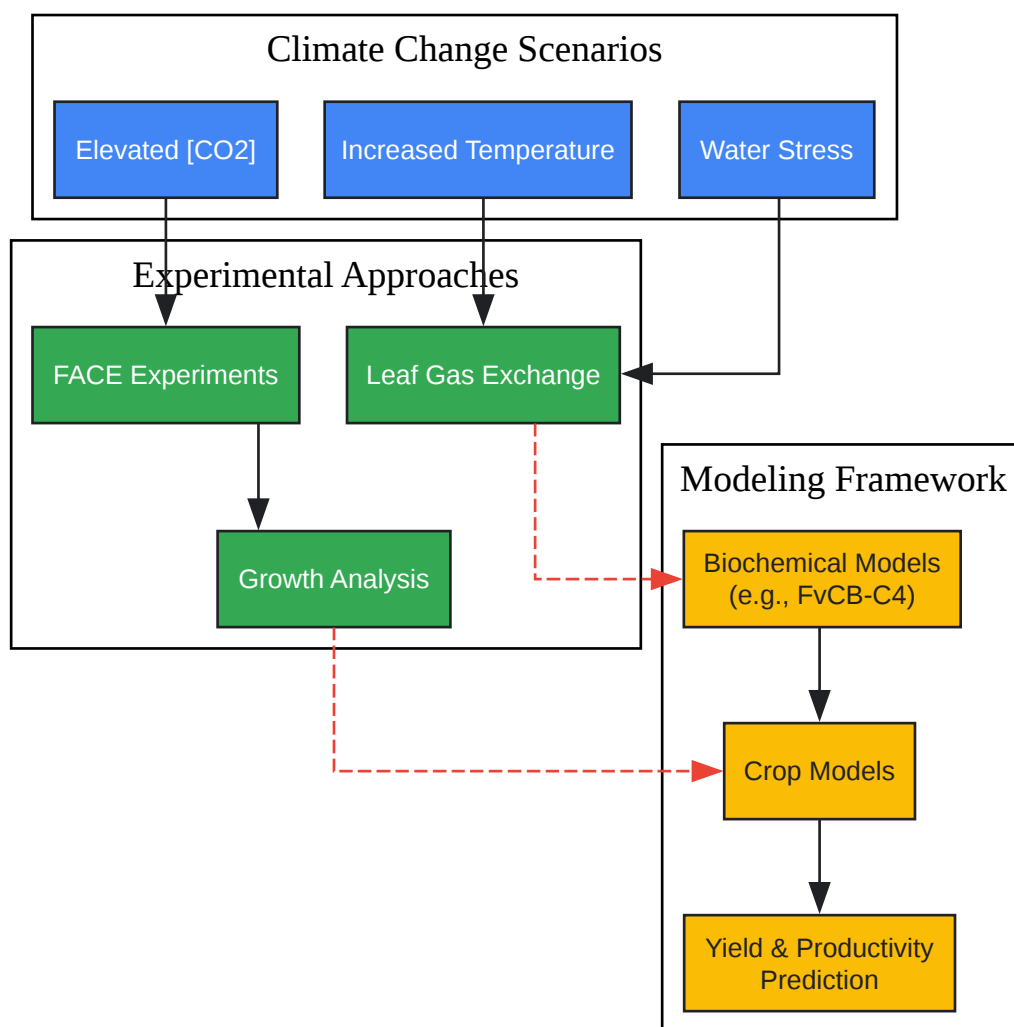 Climate Change Scenarios
Elevated [CO2]
Increased Temperature
Water Stress
Experimental Approaches
FACE Experiments
Leaf Gas Exchange
Growth Analysis
Modeling Framework
Biochemical Models
(e.g., FvCB-C4)
Crop Models
Yield & Productivity
Prediction